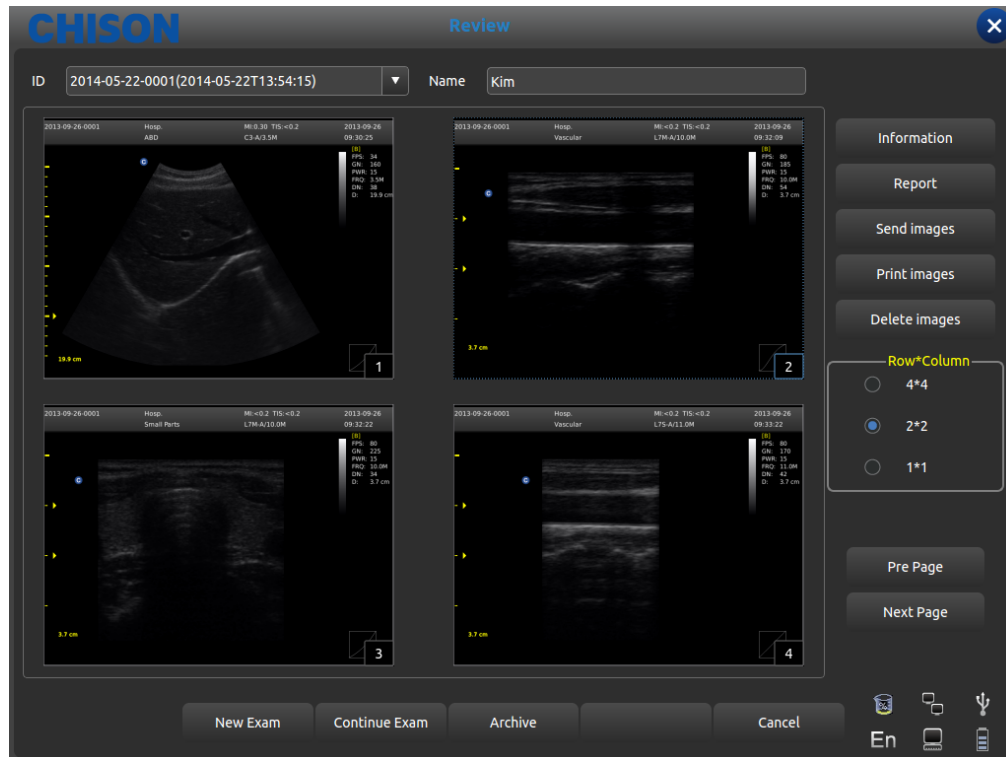 CHISON
Review
ID 2014-05-22-0001(2014-05-22T13:54:15) Name Kim
2013-09-26-0001 Hosp. MI:0.30 TIS:<0.2 2013-09-26
ABD C3-A/3.5M 09:30:25
[B]
FPS: 34
GN: 160
PWR: 15
FRQ: 3.5M
DN: 38
D: 19.9 cm
C
19.9 cm
1
2013-09-26-0001 Hosp. MI:<0.2 TIS:<0.2 2013-09-26
Vascular L7M-A/10.0M 09:32:09
[B]
FPS: 80
GN: 185
PWR: 15
FRQ: 10.0M
DN: 54
D: 3.7 cm
C
3.7 cm
2
2013-09-26-0001 Hosp. MI:<0.2 TIS:<0.2 2013-09-26
Small Parts L7M-A/10.0M 09:32:22
[B]
FPS: 80
GN: 225
PWR: 15
FRQ: 10.0M
DN: 34
D: 3.7 cm
C
3.7 cm
3
2013-09-26-0001 Hosp. MI:<0.2 TIS:<0.2 2013-09-26
Vascular L7S-A/11.0M 09:33:22
[B]
FPS: 80
GN: 170
PWR: 15
FRQ: 11.0M
DN: 42
D: 3.7 cm
C
3.7 cm
4
Information
Report
Send images
Print images
Delete images
Row*Column
4*4
2*2
1*1
Pre Page
Next Page
New Exam Continue Exam Archive Cancel
En